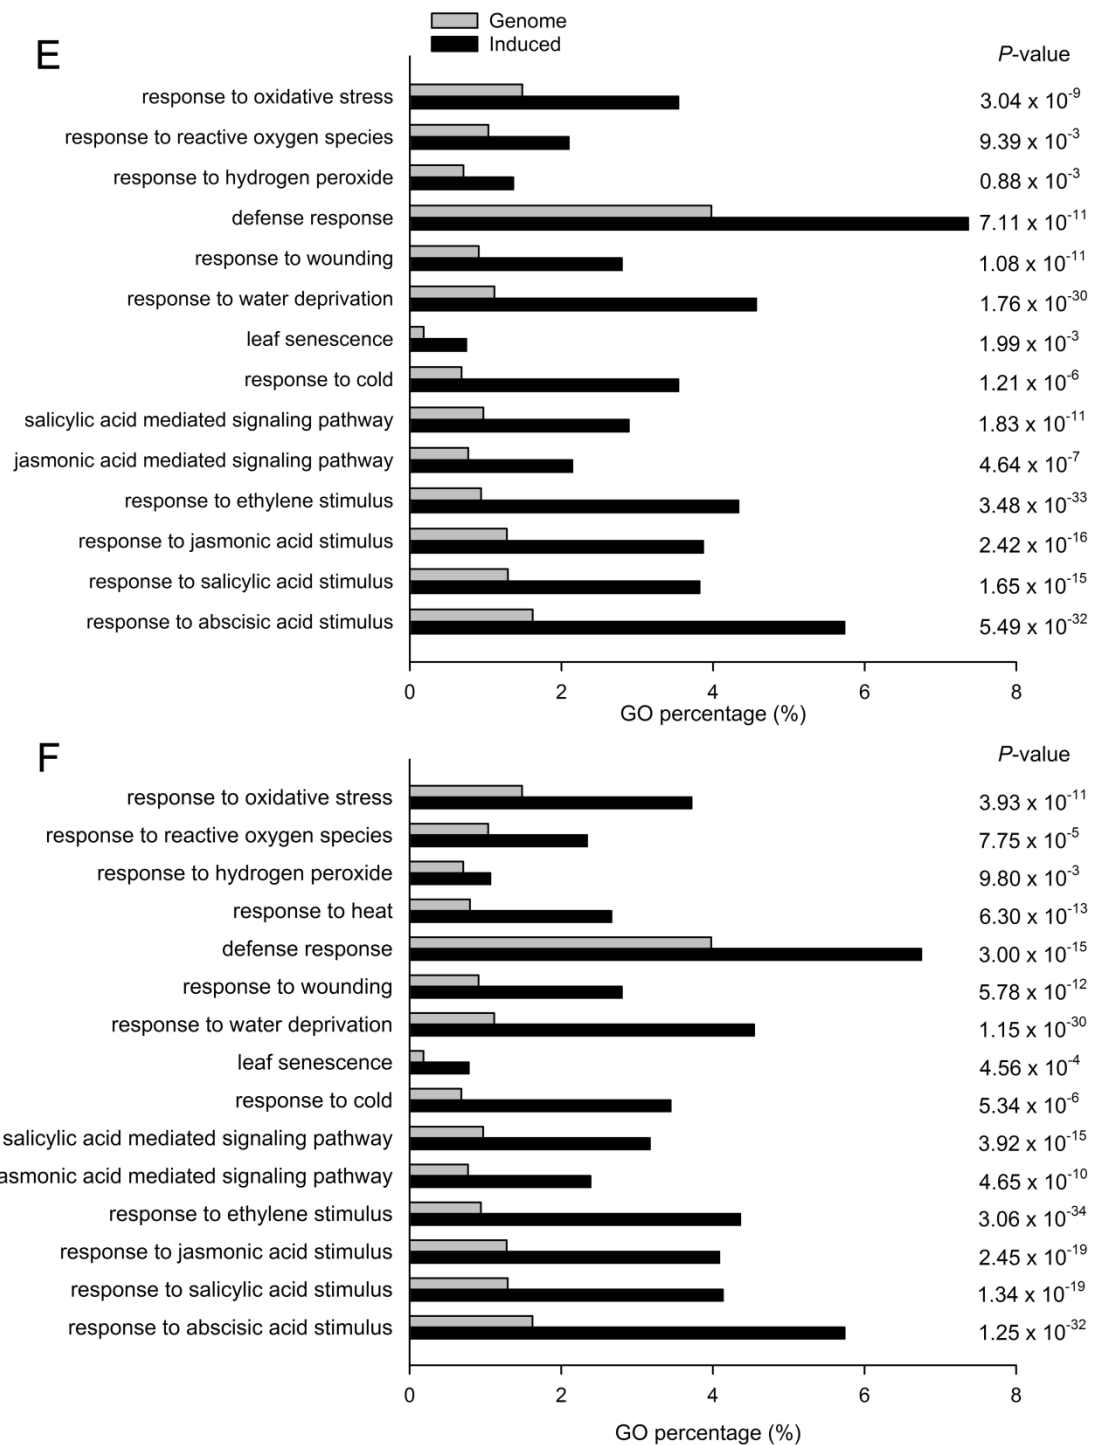 Genome
Induced
E
P-value
response to oxidative stress 3.04 x 10-9
response to reactive oxygen species 9.39 x 10-3
response to hydrogen peroxide 0.88 x 10-3
defense response 7.11 x 10-11
response to wounding 1.08 x 10-11
response to water deprivation 1.76 x 10-30
leaf senescence 1.99 x 10-3
response to cold 1.21 x 10-6
salicylic acid mediated signaling pathway 1.83 x 10-11
jasmonic acid mediated signaling pathway 4.64 x 10-7
response to ethylene stimulus 3.48 x 10-33
response to jasmonic acid stimulus 2.42 x 10-16
response to salicylic acid stimulus 1.65 x 10-15
response to abscisic acid stimulus 5.49 x 10-32
0 2 4 6 8
GO percentage (%)
F
P-value
response to oxidative stress 3.93 x 10-11
response to reactive oxygen species 7.75 x 10-5
response to hydrogen peroxide 9.80 x 10-3
response to heat 6.30 x 10-13
defense response 3.00 x 10-15
response to wounding 5.78 x 10-12
response to water deprivation 1.15 x 10-30
leaf senescence 4.56 x 10-4
response to cold 5.34 x 10-6
salicylic acid mediated signaling pathway 3.92 x 10-15
asmonic acid mediated signaling pathway 4.65 x 10-10
response to ethylene stimulus 3.06 x 10-34
response to jasmonic acid stimulus 2.45 x 10-19
response to salicylic acid stimulus 1.34 x 10-19
response to abscisic acid stimulus 1.25 x 10-32
0 2 4 6 8
GO percentage (%)